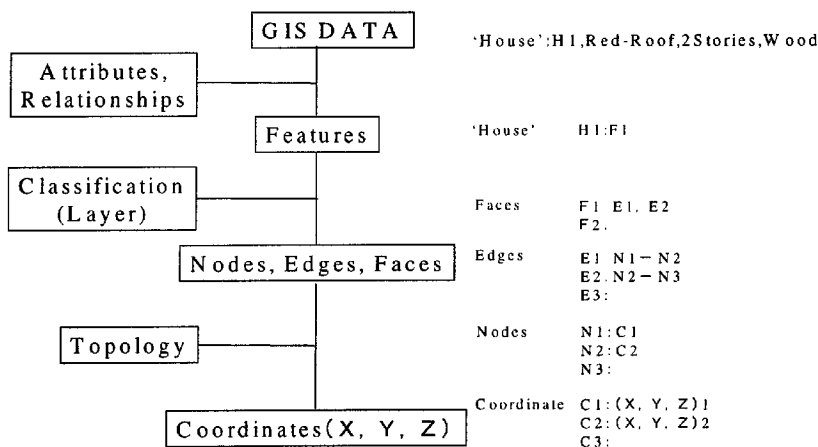 GIS DATA
'House':H1,Red-Roof,2Stories,Wood
Attributes,
Relationships
Features
'House' H1:F1
Classification
(Layer)
Faces F1 E1, E2
F2.
Nodes, Edges, Faces
Edges E1 N1−N2
E2. N2−N3
E3:
Topology
Nodes N1:C1
N2:C2
N3:
Coordinates(X, Y, Z)
Coordinate C1:(X, Y, Z)1
C2:(X, Y, Z)2
C3: